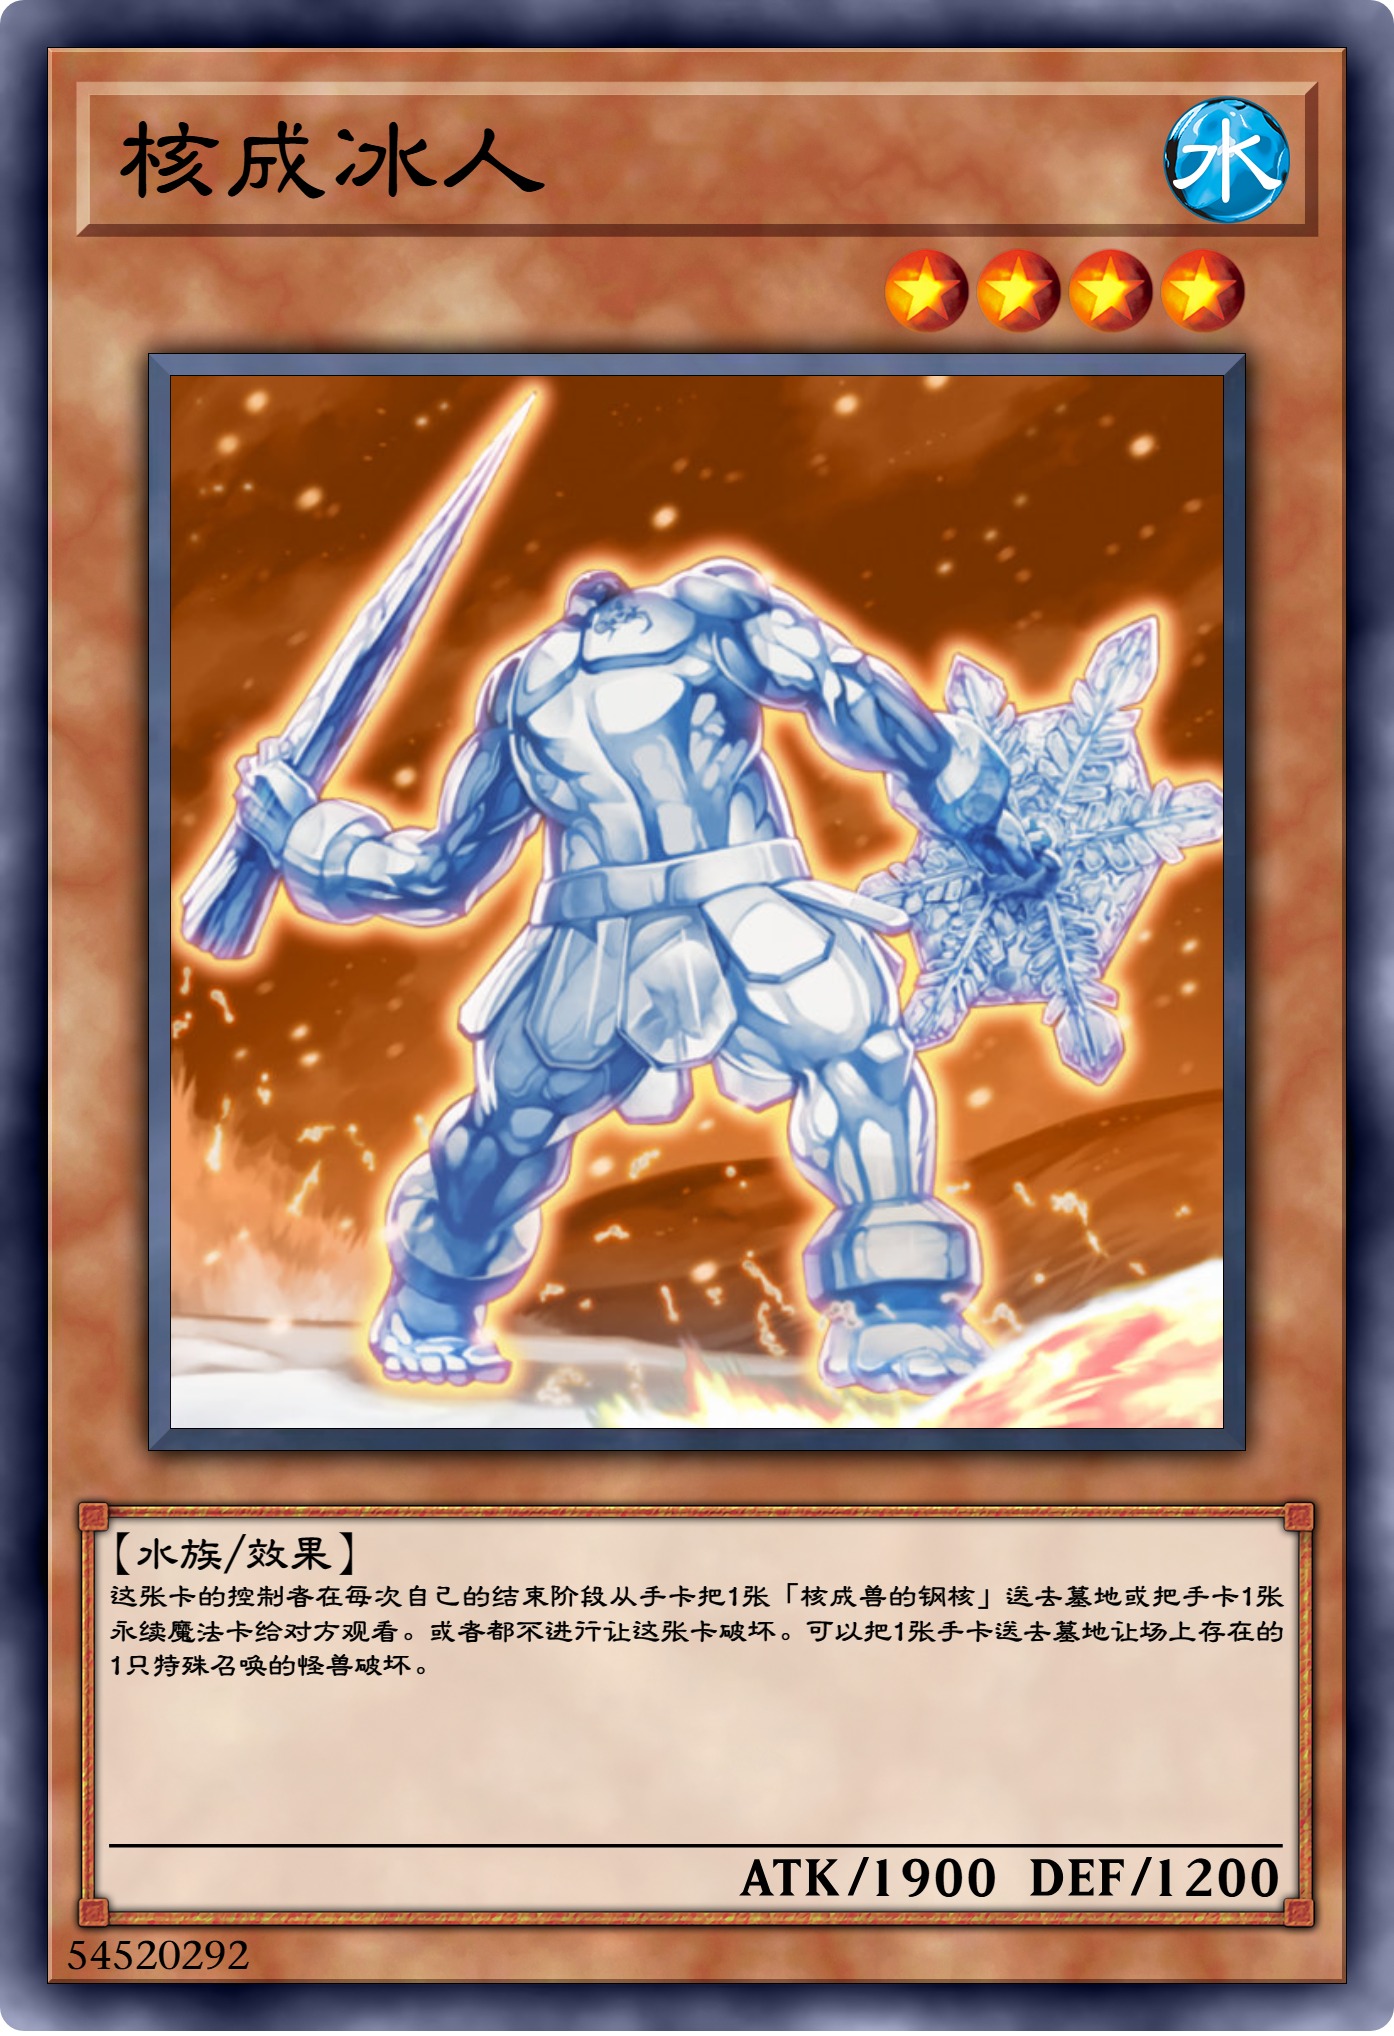 核成冰人
水
【水族/效果】
这张卡的控制者在每次自己的结束阶段从手卡把1张「核成兽的钢核」送去墓地或把手卡1张
永续魔法卡给对方观看。或者都不进行让这张卡破坏。可以把1张手卡送去墓地让场上存在的
1只特殊召唤的怪兽破坏。
ATK/1900 DEF/1200
54520292